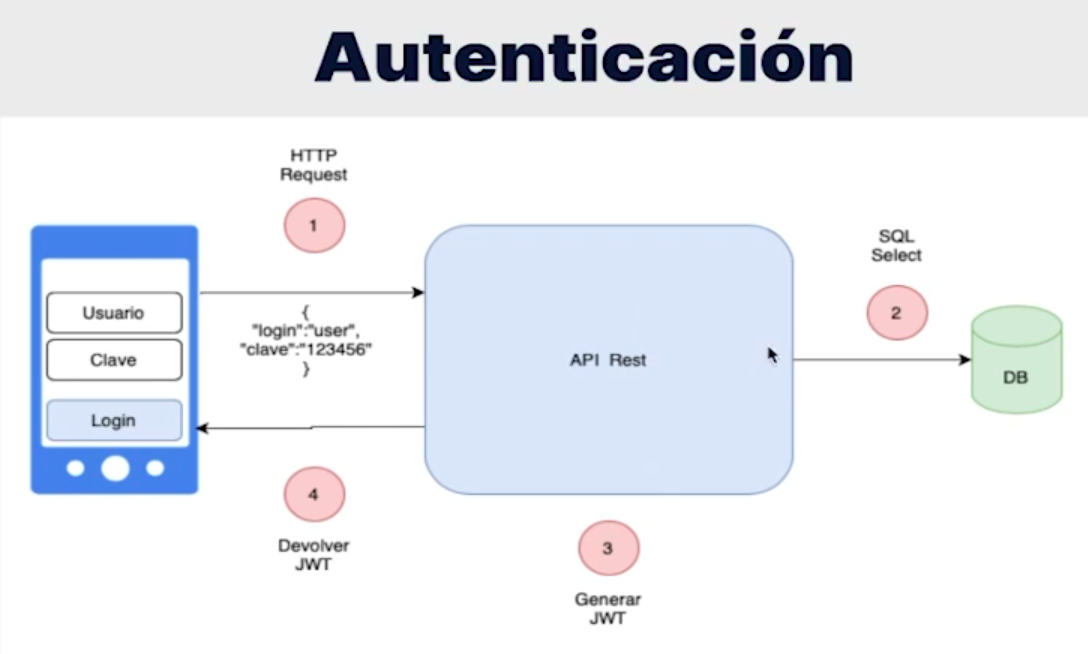 Autenticación
HTTP
Request
1
Usuario
Clave
Login
{
"login":"user",
"clave":"123456"
}
API Rest
SQL
Select
2
DB
4
Devolver
JWT
3
Generar
JWT